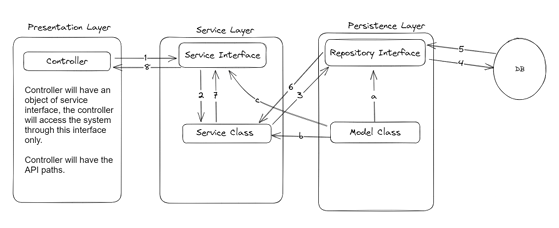 Presentation Layer
Service Layer
Persistence Layer
Controller
Service Interface
Repository Interface
DB
1
8
5
4
Controller will have an
object of service
interface, the controller
will access the system
through this interface
only.
Controller will have the
API paths.
2
7
6
3
c
a
Service Class
b
Model Class